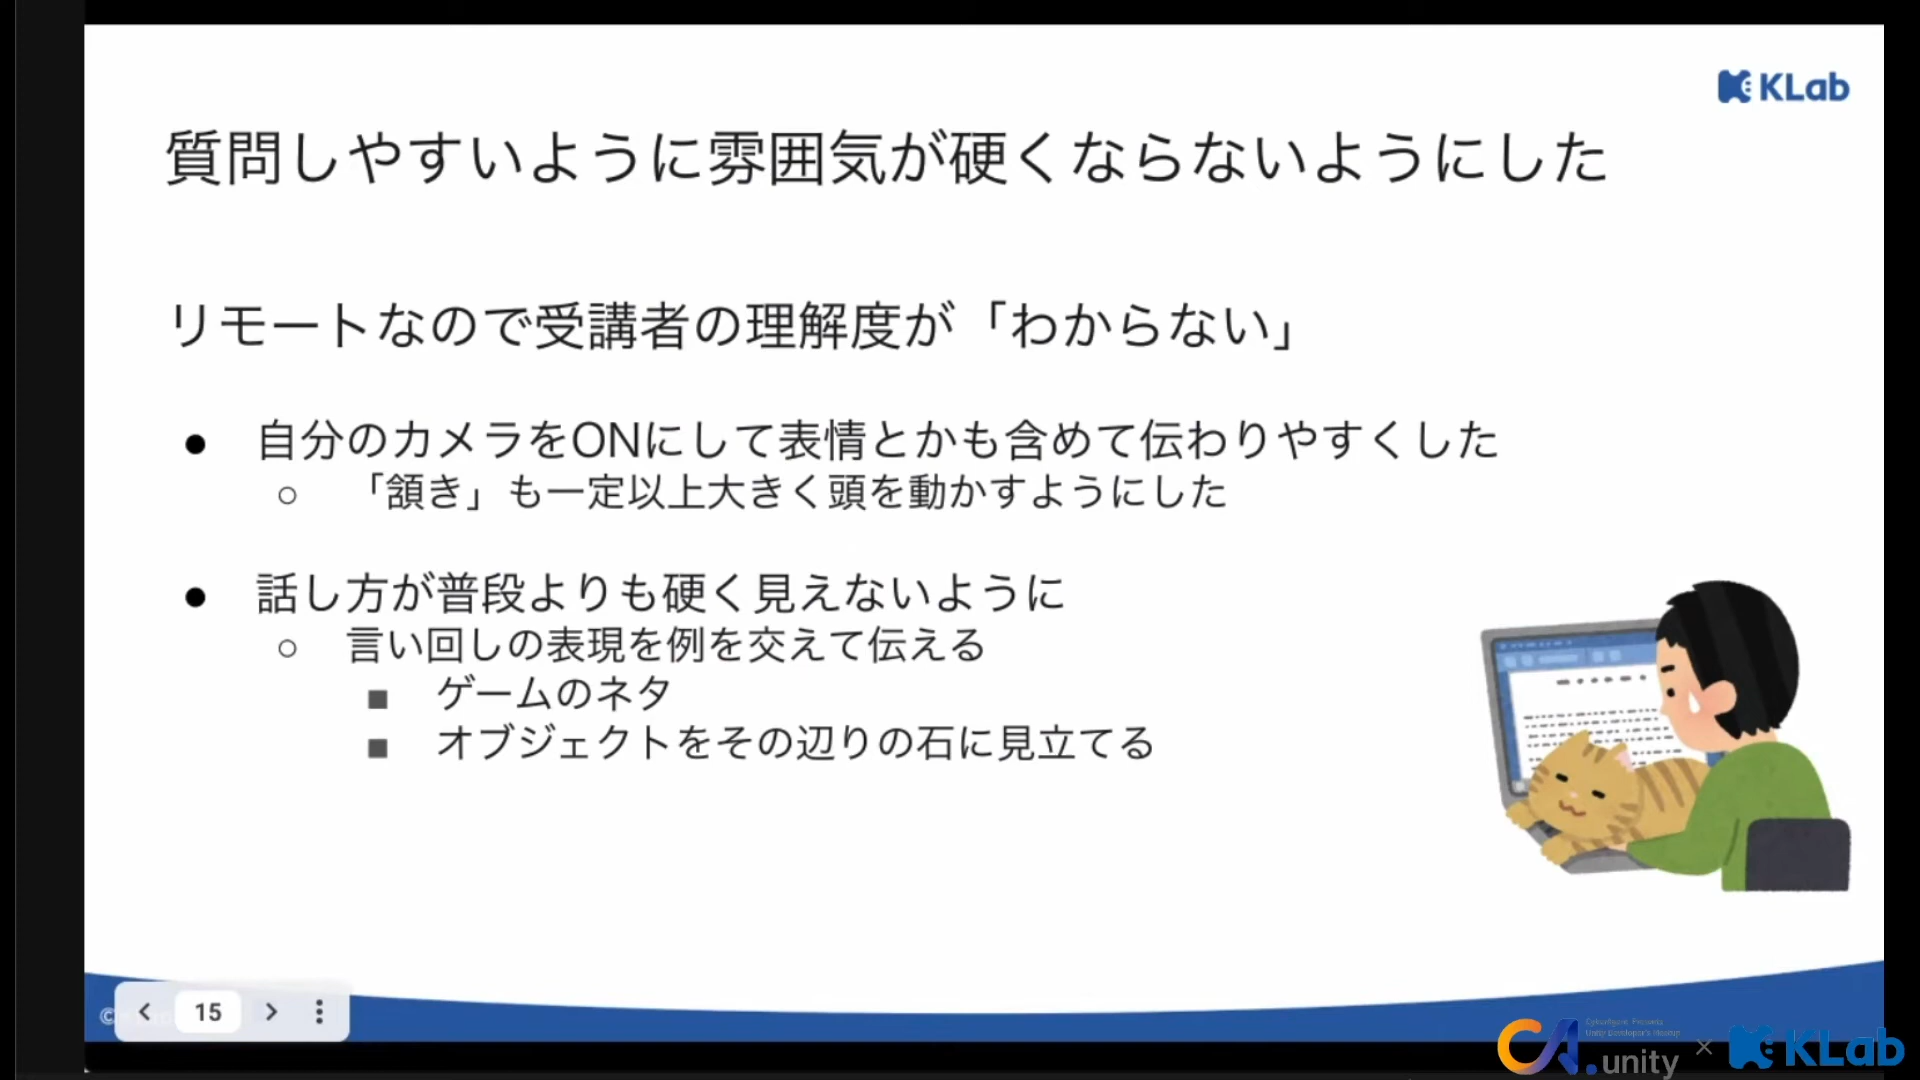 KLab
質問しやすいように雰囲気が硬くならないようにした
リモートなので受講者の理解度が「わからない」
● 自分のカメラをONにして表情とかも含めて伝わりやすくした
○ 「頷き」も一定以上大きく頭を動かすようにした
● 話し方が普段よりも硬く見えないように
○ 言い回しの表現を例を交えて伝える
■ ゲームのネタ
■ オブジェクトをその辺りの石に見立てる
©
15
CyberAgent Presents
Unity Developer's Meetup
CA.unity × KLab